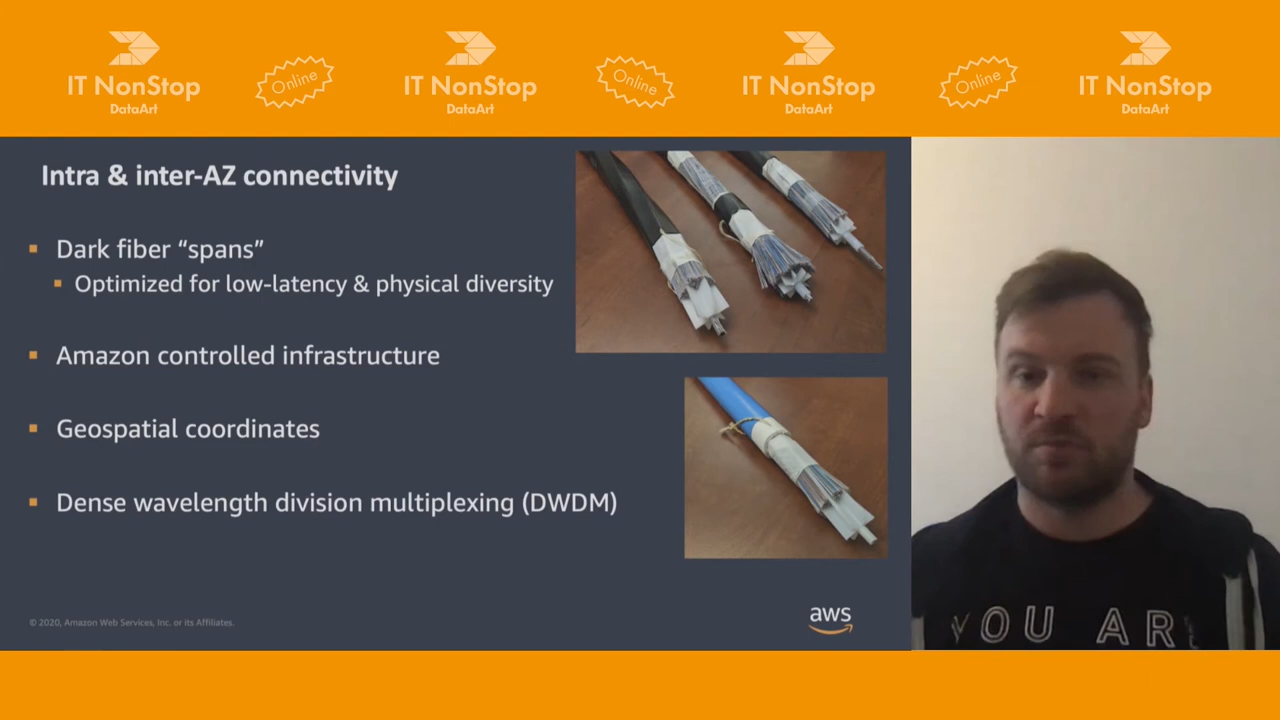 IT NonStop
DataArt
Online
IT NonStop
DataArt
Online
IT NonStop
DataArt
Online
IT NonStop
DataArt
Intra & inter-AZ connectivity
▪ Dark fiber “spans”
▪ Optimized for low-latency & physical diversity
▪ Amazon controlled infrastructure
▪ Geospatial coordinates
▪ Dense wavelength division multiplexing (DWDM)
© 2020, Amazon Web Services, Inc. or its Affiliates.
aws
YOU AR